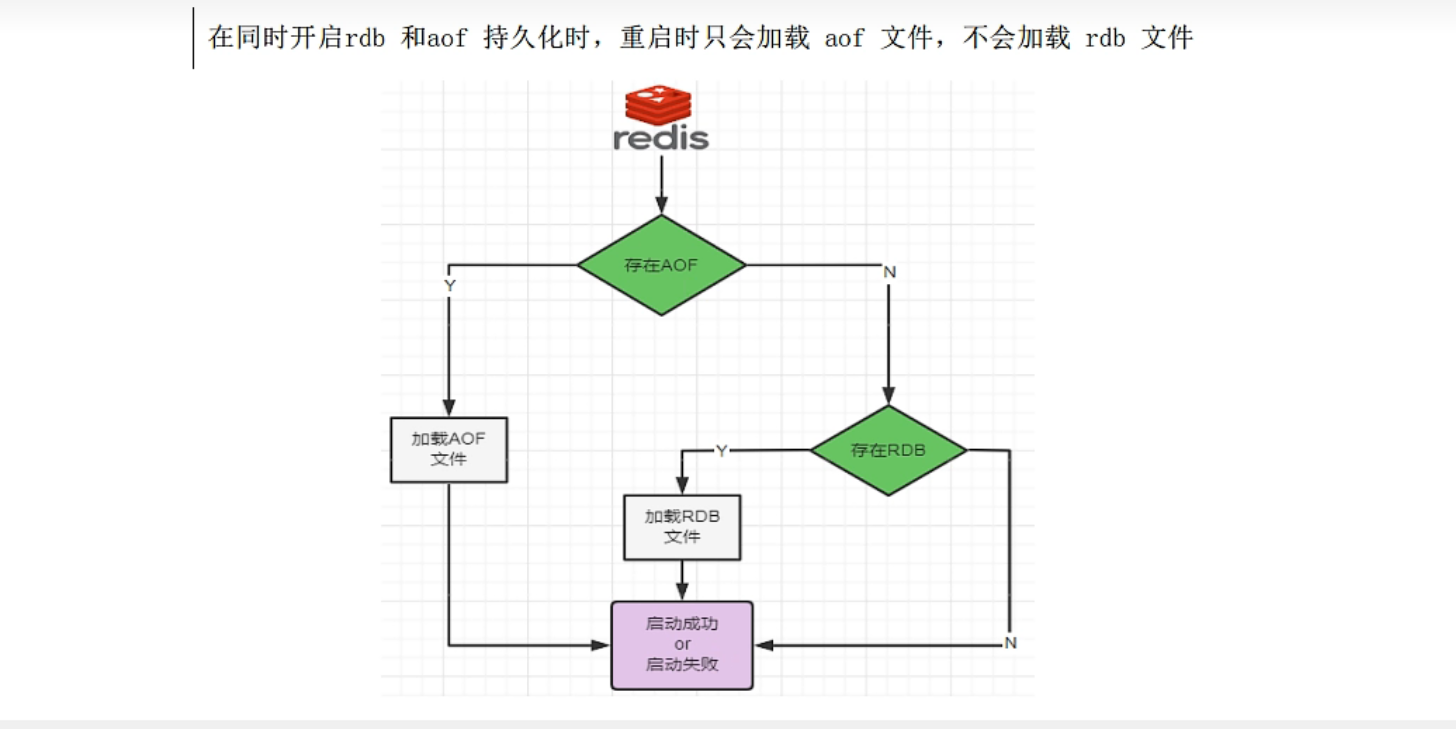 在同时开启rdb 和aof 持久化时，重启时只会加载 aof 文件，不会加载 rdb 文件
redis
存在AOF
Y
N
加载AOF
文件
存在RDB
Y
加载RDB
文件
启动成功
or
启动失败
N